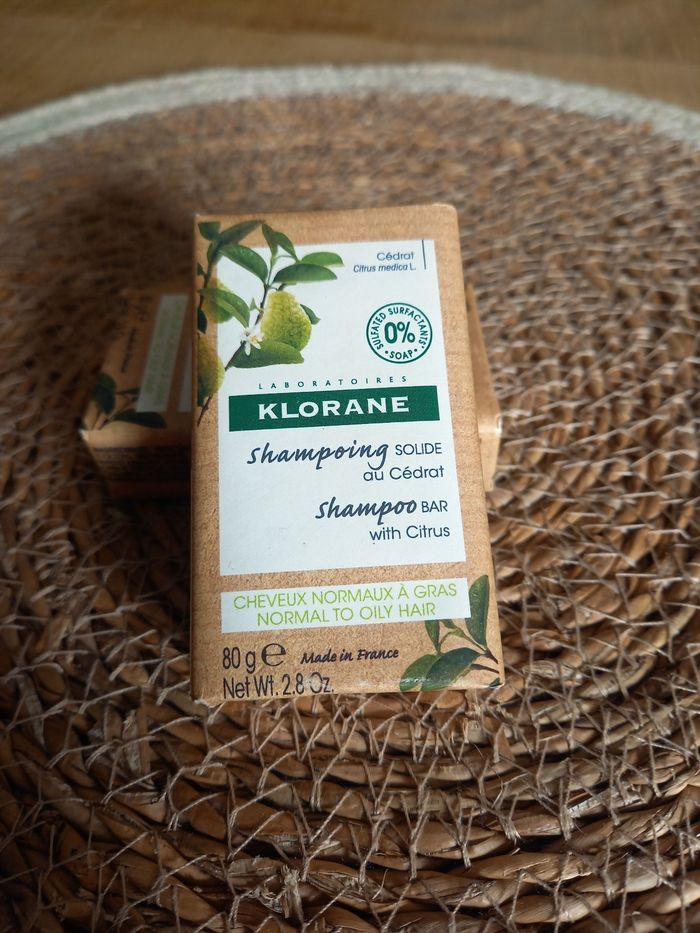 Cédrat
Citrus medica L.
SULFATED SURFACTANTS*
0%
SOAP
LABORATOIRES
KLORANE
shampoing SOLIDE
au Cédrat
shampoo BAR
with Citrus
CHEVEUX NORMAUX À GRAS
NORMAL TO OILY HAIR
80 g e Made in France
Net Wt. 2.8 Oz.